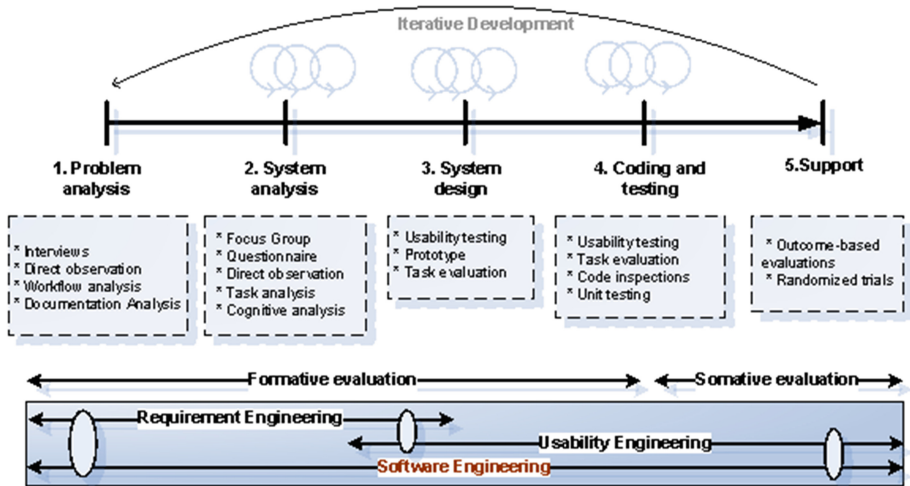 Iterative Development
1. Problem analysis
2. System analysis
3. System design
4. Coding and testing
5.Support
* Interviews
* Direct observation
* Workflow analysis
* Documentation Analysis
* Focus Group
* Questionnaire
* Direct observation
* Task analysis
* Cognitive analysis
* Usability testing
* Prototype
* Task evaluation
* Usability testing
* Task evaluation
* Code inspections
* Unit testing
* Outcome-based
evaluations
* Randomized trials
Formative evaluation
Somative evaluation
Requirement Engineering
Usability Engineering
Software Engineering